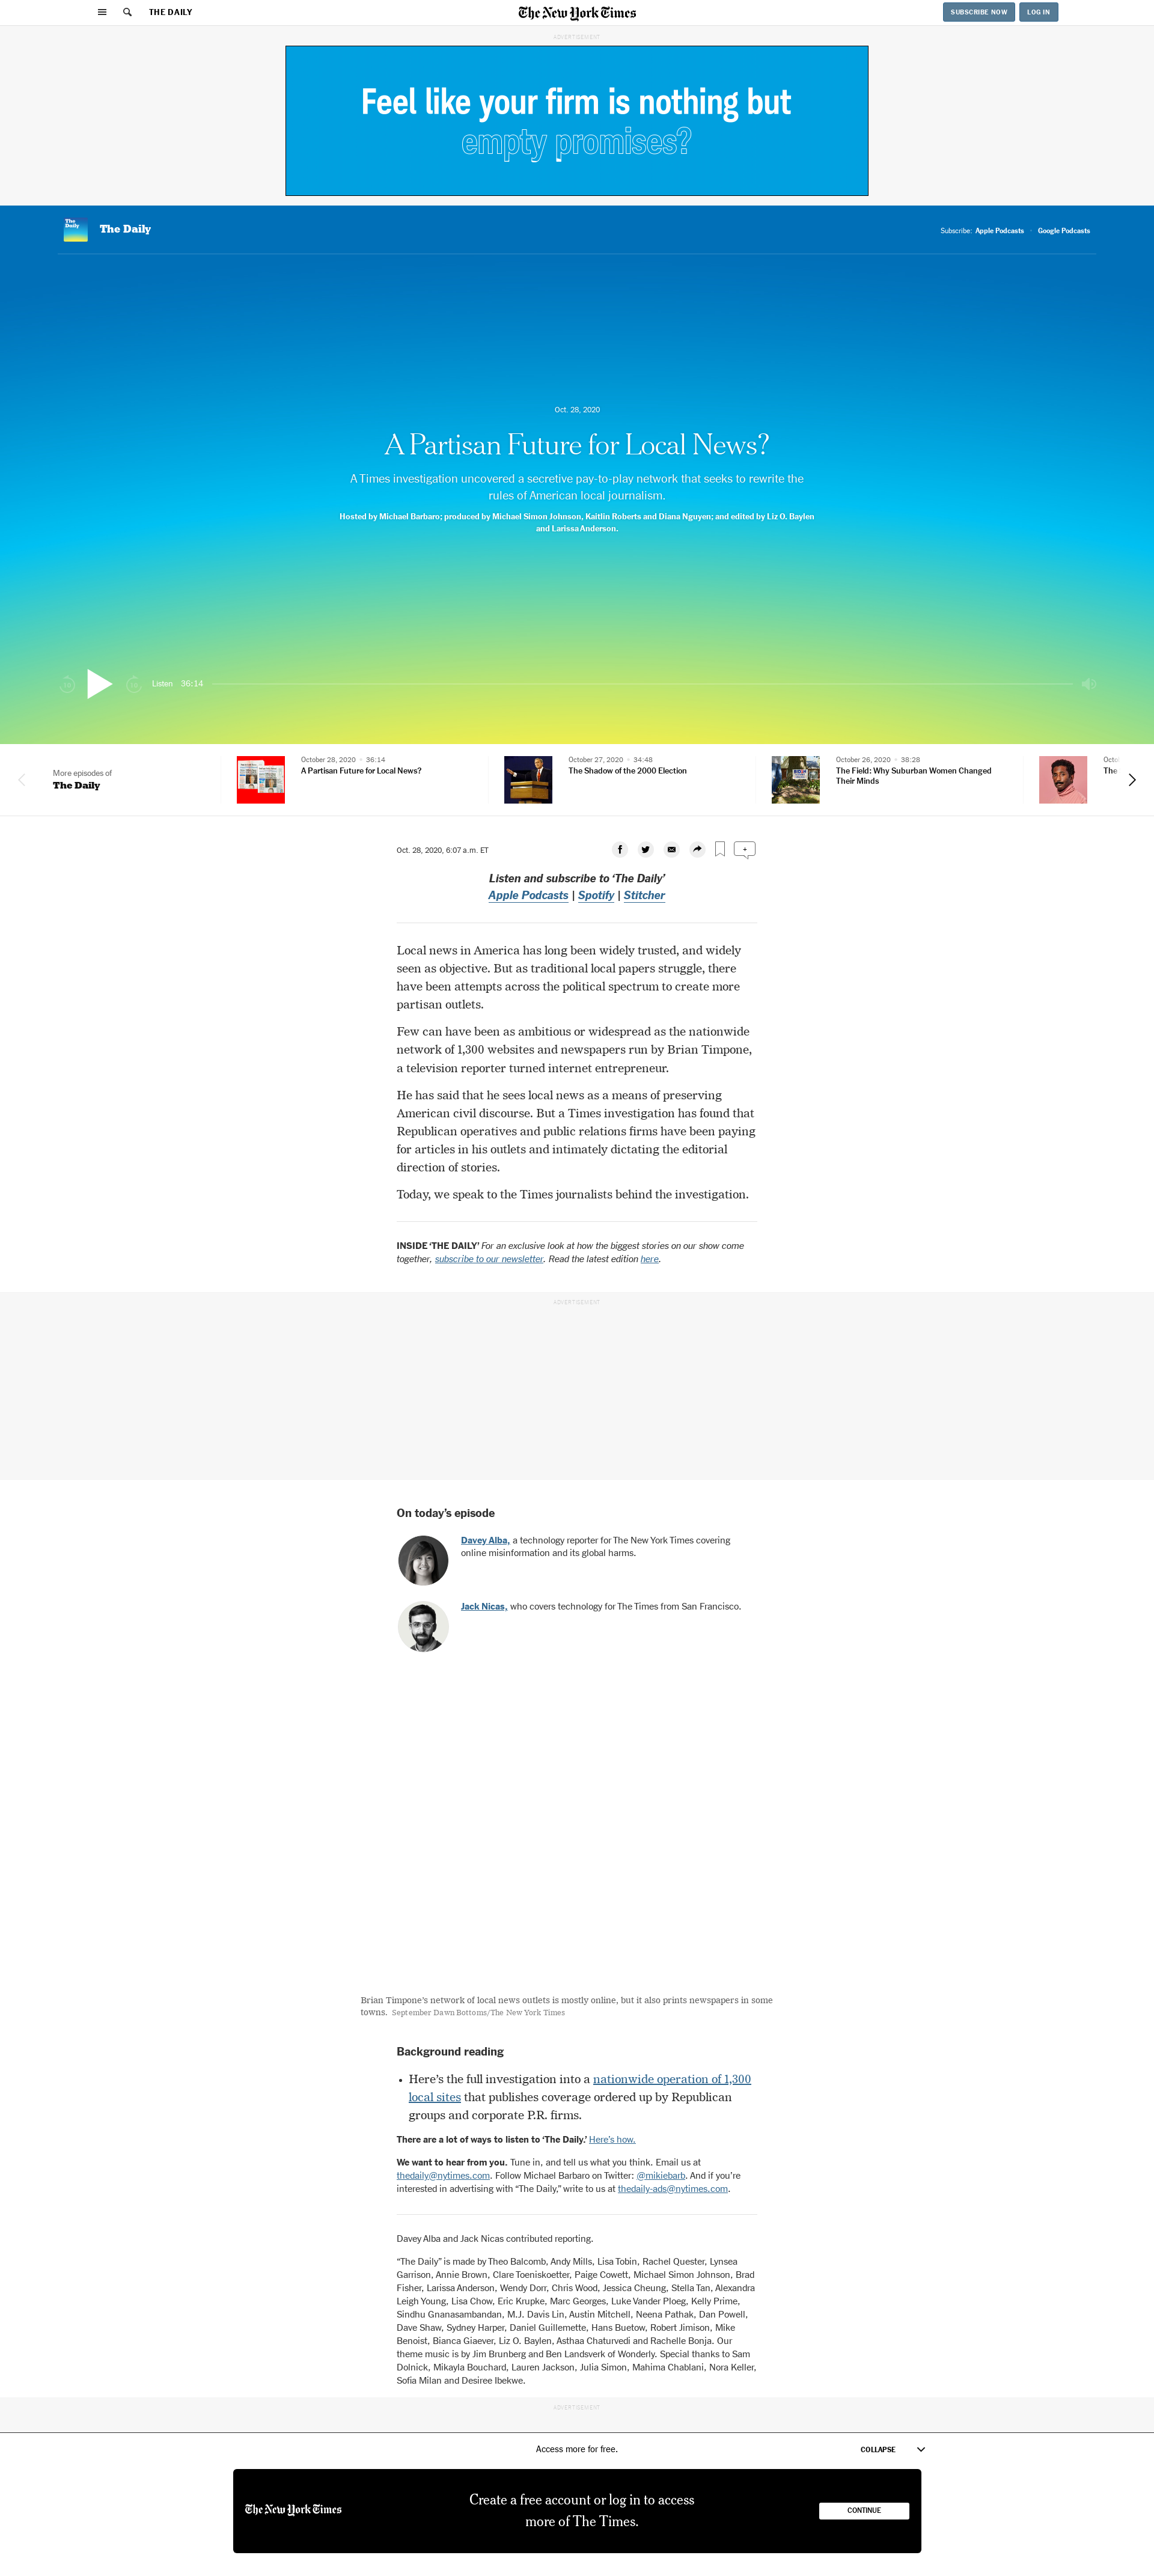 THE DAILY
The New York Times
SUBSCRIBE NOW
LOG IN
ADVERTISEMENT
Feel like your firm is nothing but
empty promises?
The Daily
The Daily
Subscribe: Apple Podcasts · Google Podcasts
Oct. 28, 2020
A Partisan Future for Local News?
A Times investigation uncovered a secretive pay-to-play network that seeks to rewrite the
rules of American local journalism.
Hosted by Michael Barbaro; produced by Michael Simon Johnson, Kaitlin Roberts and Diana Nguyen; and edited by Liz O. Baylen
and Larissa Anderson.
Listen 36:14
More episodes of
The Daily
October 28, 2020 • 36:14
A Partisan Future for Local News?
October 27, 2020 • 34:48
The Shadow of the 2000 Election
October 26, 2020 • 38:28
The Field: Why Suburban Women Changed
Their Minds
Octo
The
Oct. 28, 2020, 6:07 a.m. ET
Listen and subscribe to ‘The Daily’
Apple Podcasts | Spotify | Stitcher
Local news in America has long been widely trusted, and widely
seen as objective. But as traditional local papers struggle, there
have been attempts across the political spectrum to create more
partisan outlets.
Few can have been as ambitious or widespread as the nationwide
network of 1,300 websites and newspapers run by Brian Timpone,
a television reporter turned internet entrepreneur.
He has said that he sees local news as a means of preserving
American civil discourse. But a Times investigation has found that
Republican operatives and public relations firms have been paying
for articles in his outlets and intimately dictating the editorial
direction of stories.
Today, we speak to the Times journalists behind the investigation.
INSIDE ‘THE DAILY’ For an exclusive look at how the biggest stories on our show come
together, subscribe to our newsletter. Read the latest edition here.
ADVERTISEMENT
On today’s episode
Davey Alba, a technology reporter for The New York Times covering
online misinformation and its global harms.
Jack Nicas, who covers technology for The Times from San Francisco.
Brian Timpone’s network of local news outlets is mostly online, but it also prints newspapers in some
towns. September Dawn Bottoms/The New York Times
Background reading
• Here’s the full investigation into a nationwide operation of 1,300
local sites that publishes coverage ordered up by Republican
groups and corporate P.R. firms.
There are a lot of ways to listen to ‘The Daily.’ Here’s how.
We want to hear from you. Tune in, and tell us what you think. Email us at
thedaily@nytimes.com. Follow Michael Barbaro on Twitter: @mikiebarb. And if you’re
interested in advertising with “The Daily,” write to us at thedaily-ads@nytimes.com.
Davey Alba and Jack Nicas contributed reporting.
“The Daily” is made by Theo Balcomb, Andy Mills, Lisa Tobin, Rachel Quester, Lynsea
Garrison, Annie Brown, Clare Toeniskoetter, Paige Cowett, Michael Simon Johnson, Brad
Fisher, Larissa Anderson, Wendy Dorr, Chris Wood, Jessica Cheung, Stella Tan, Alexandra
Leigh Young, Lisa Chow, Eric Krupke, Marc Georges, Luke Vander Ploeg, Kelly Prime,
Sindhu Gnanasambandan, M.J. Davis Lin, Austin Mitchell, Neena Pathak, Dan Powell,
Dave Shaw, Sydney Harper, Daniel Guillemette, Hans Buetow, Robert Jimison, Mike
Benoist, Bianca Giaever, Liz O. Baylen, Asthaa Chaturvedi and Rachelle Bonja. Our
theme music is by Jim Brunberg and Ben Landsverk of Wonderly. Special thanks to Sam
Dolnick, Mikayla Bouchard, Lauren Jackson, Julia Simon, Mahima Chablani, Nora Keller,
Sofia Milan and Desiree Ibekwe.
ADVERTISEMENT
Access more for free.
COLLAPSE
The New York Times
Create a free account or log in to access
more of The Times.
CONTINUE